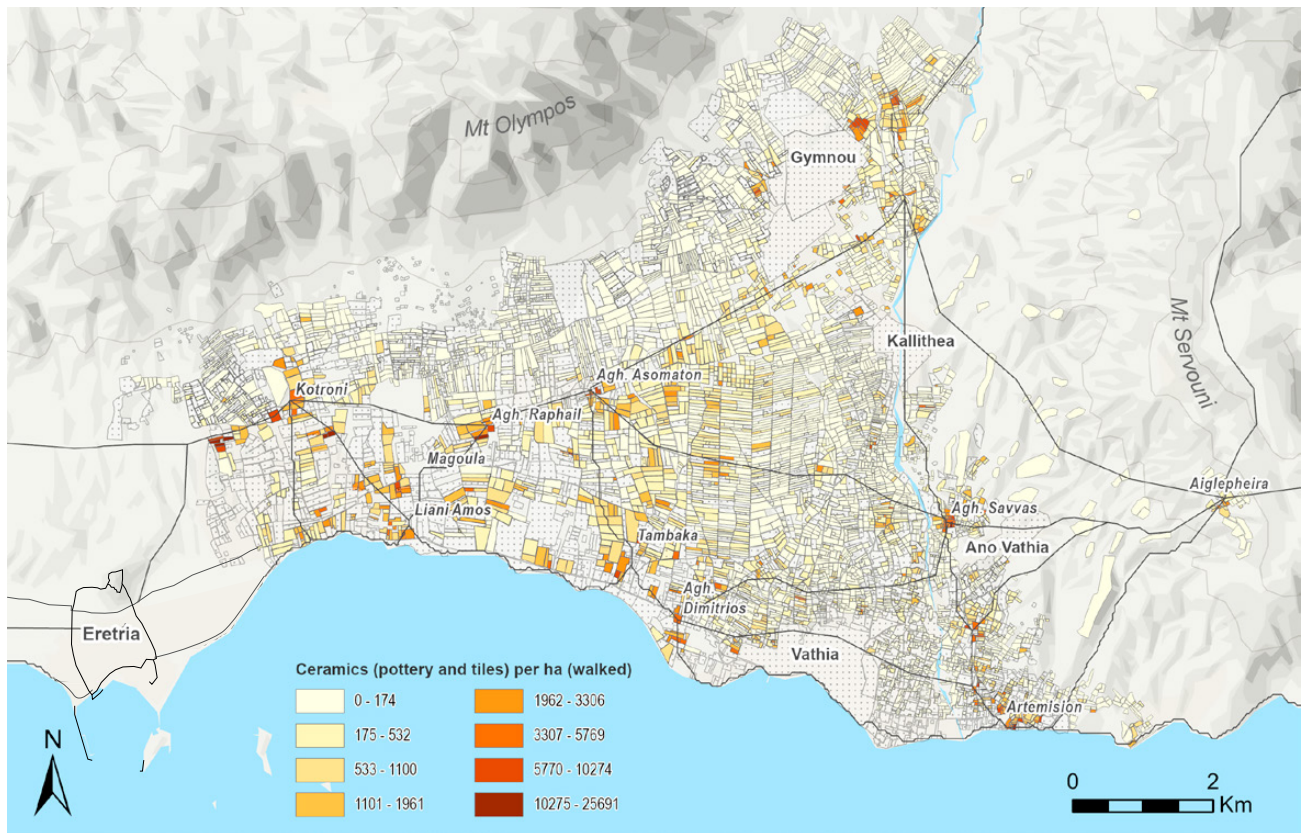 Mt Olympos
Gymnou
Kallithea
Mt Servouni
Kotroni
Agh. Asomaton
Agh. Raphail
Magoula
Liani Amos
Tambaka
Agh. Savvas
Aiglepheira
Ano Vathia
Agh.
Dimitrios
Eretria
Vathia
Artemision
Ceramics (pottery and tiles) per ha (walked)
0 - 174
175 - 532
533 - 1100
1101 - 1961
1962 - 3306
3307 - 5769
5770 - 10274
10275 - 25691
N
0 2
Km